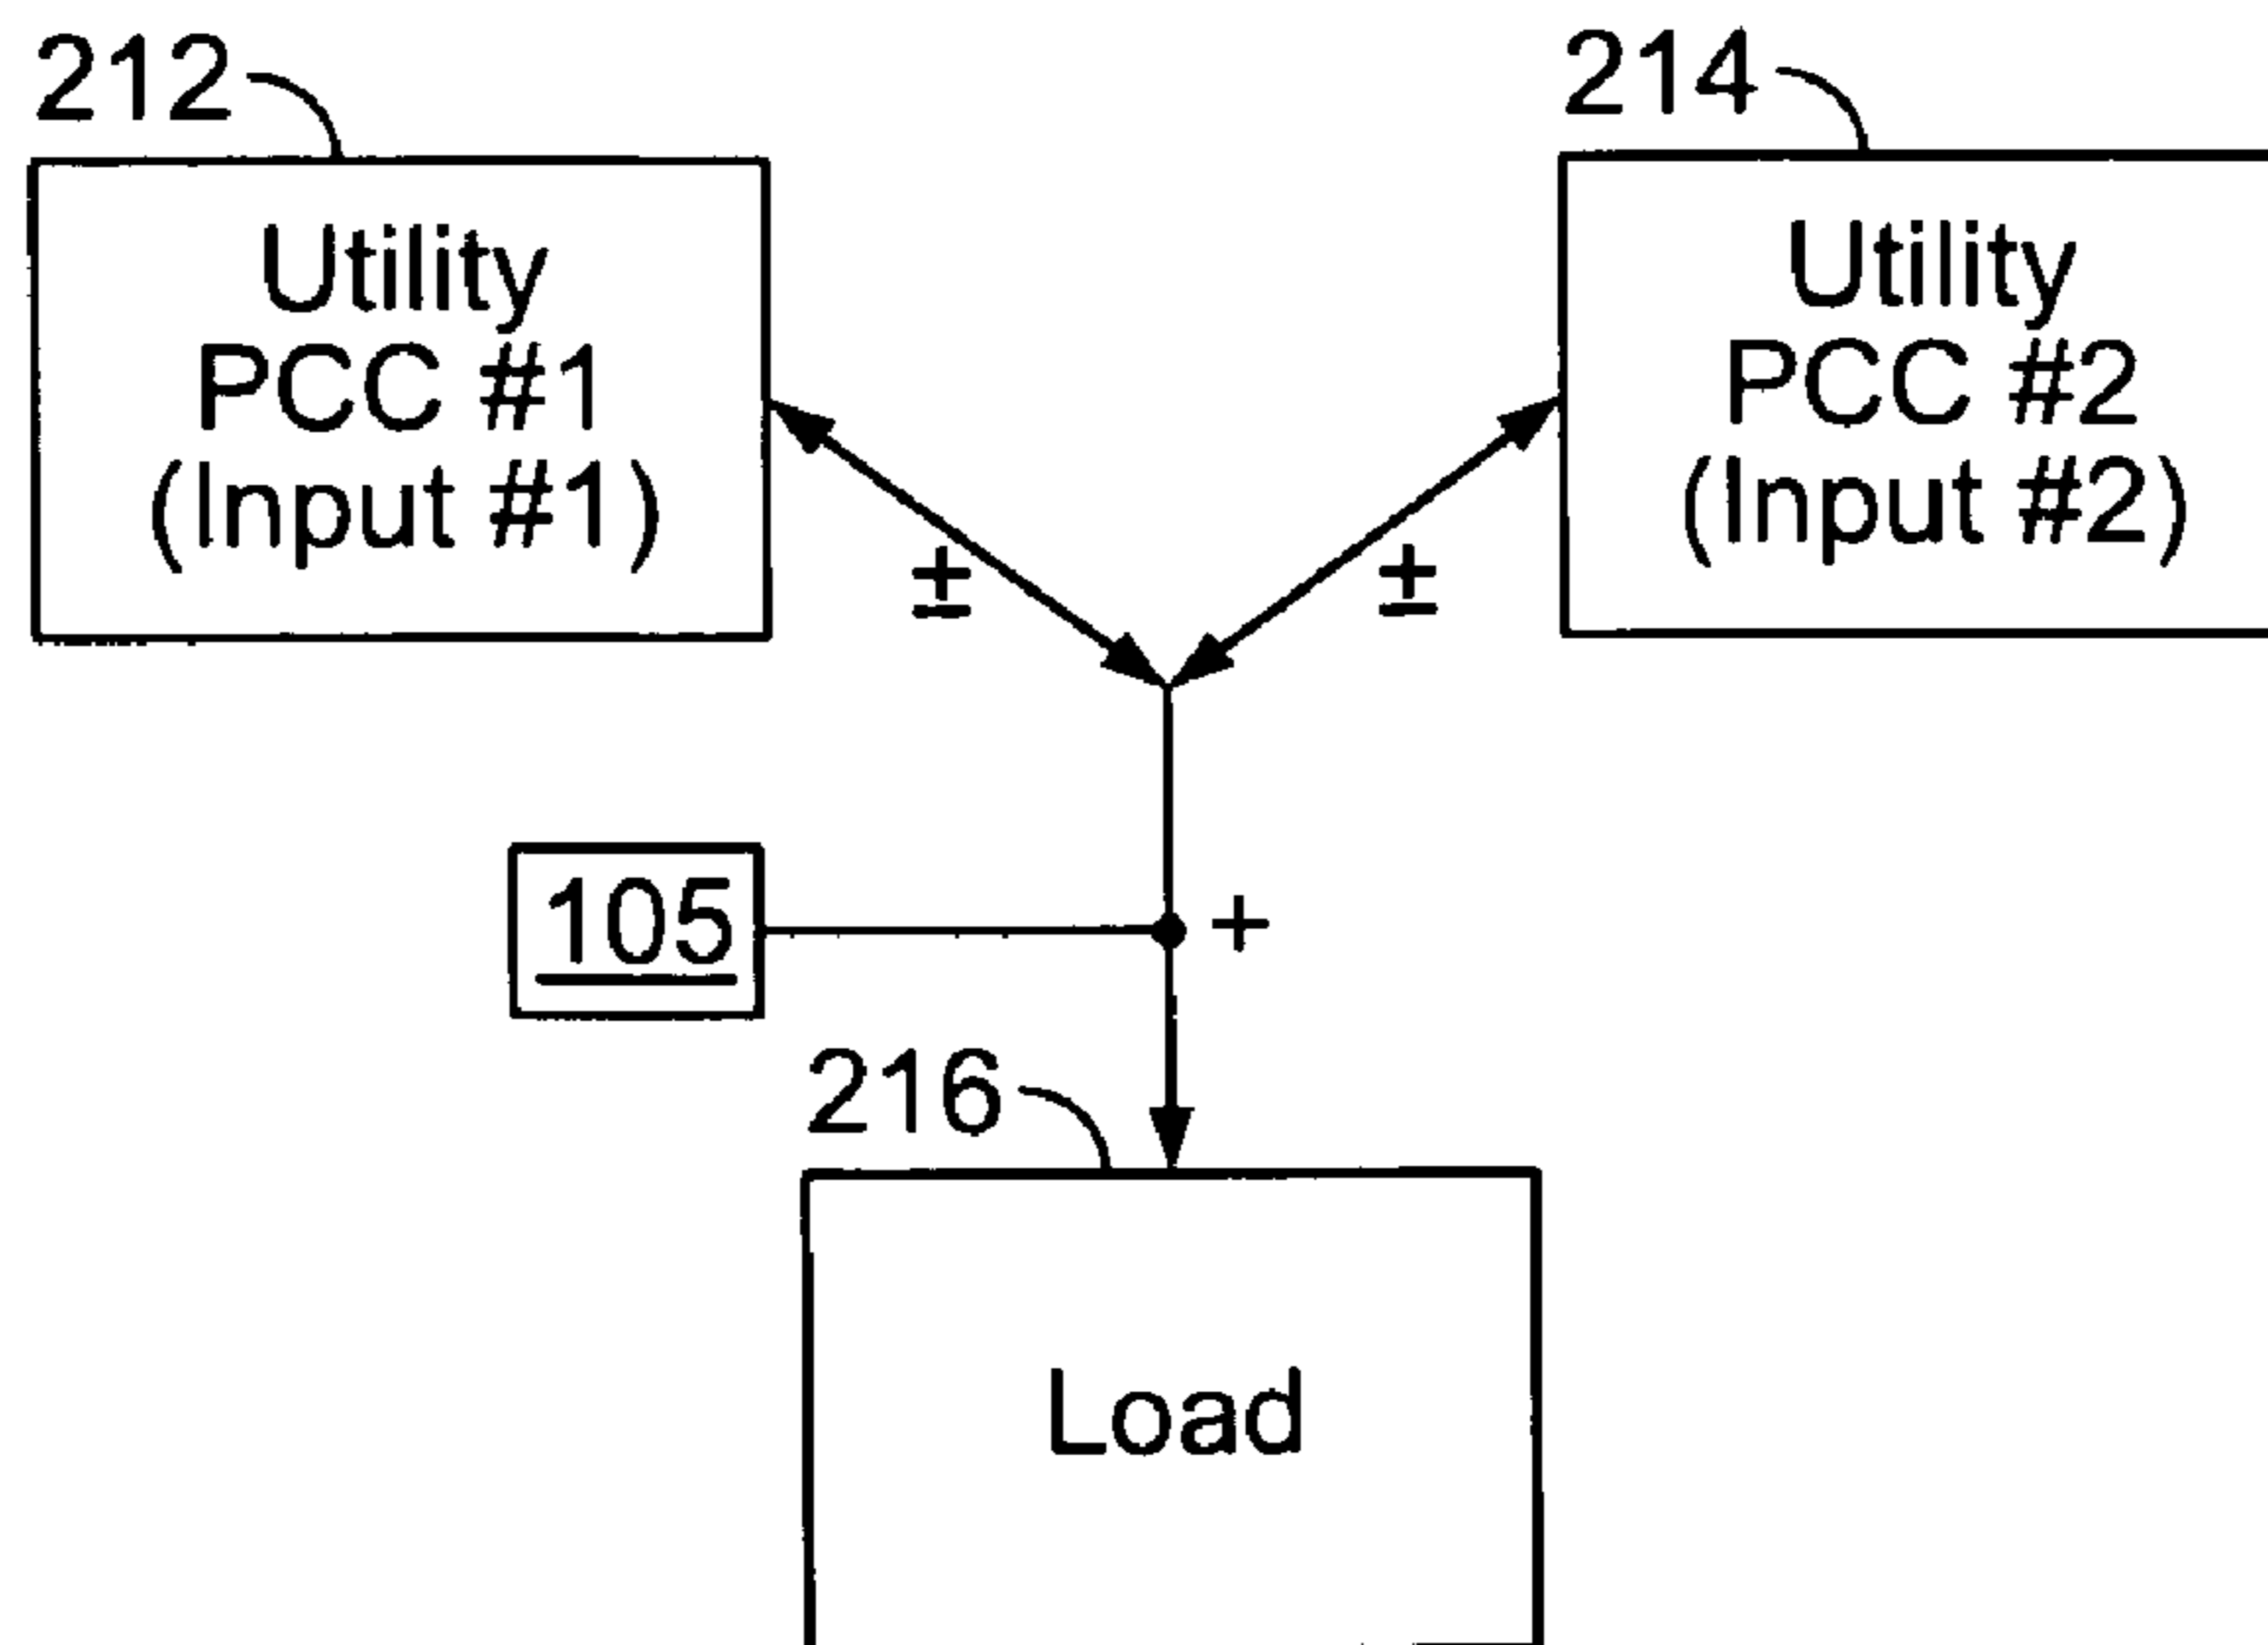 212
214
Utility
PCC #1
(Input #1)
Utility
PCC #2
(Input #2)
±
±
105
+
216
Load